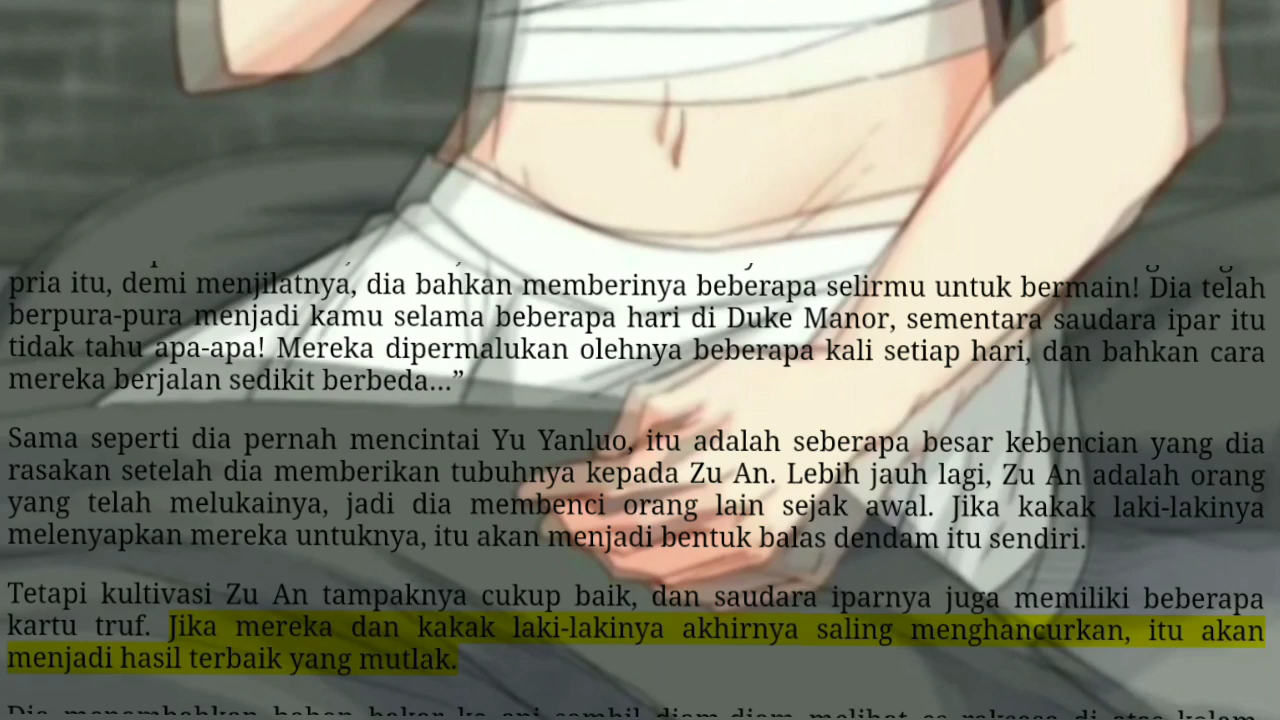 pria itu, demi menjilatnya, dia bahkan memberinya beberapa selirmu untuk bermain! Dia telah
berpura-pura menjadi kamu selama beberapa hari di Duke Manor, sementara saudara ipar itu
tidak tahu apa-apa! Mereka dipermalukan olehnya beberapa kali setiap hari, dan bahkan cara
mereka berjalan sedikit berbeda...”
Sama seperti dia pernah mencintai Yu Yanluo, itu adalah seberapa besar kebencian yang dia
rasakan setelah dia memberikan tubuhnya kepada Zu An. Lebih jauh lagi, Zu An adalah orang
yang telah melukainya, jadi dia membenci orang lain sejak awal. Jika kakak laki-lakinya
melenyapkan mereka untuknya, itu akan menjadi bentuk balas dendam itu sendiri.
Tetapi kultivasi Zu An tampaknya cukup baik, dan saudara iparnya juga memiliki beberapa
kartu truf. Jika mereka dan kakak laki-lakinya akhirnya saling menghancurkan, itu akan
menjadi hasil terbaik yang mutlak.